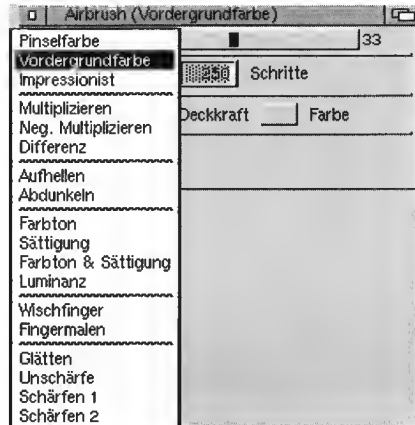 Airbrush (Vordergrundfarbe)
Pinselfarbe
Vordergrundfarbe
Impressionist
Multiplizieren
Neg. Multiplizieren
Differenz
Aufhellen
Abdunkeln
Farbton
Sättigung
Farbton & Sättigung
Luminanz
Wischfinger
Fingermalen
Glätten
Unschärfe
Schärfen 1
Schärfen 2
33
250 Schritte
Deckkraft Farbe